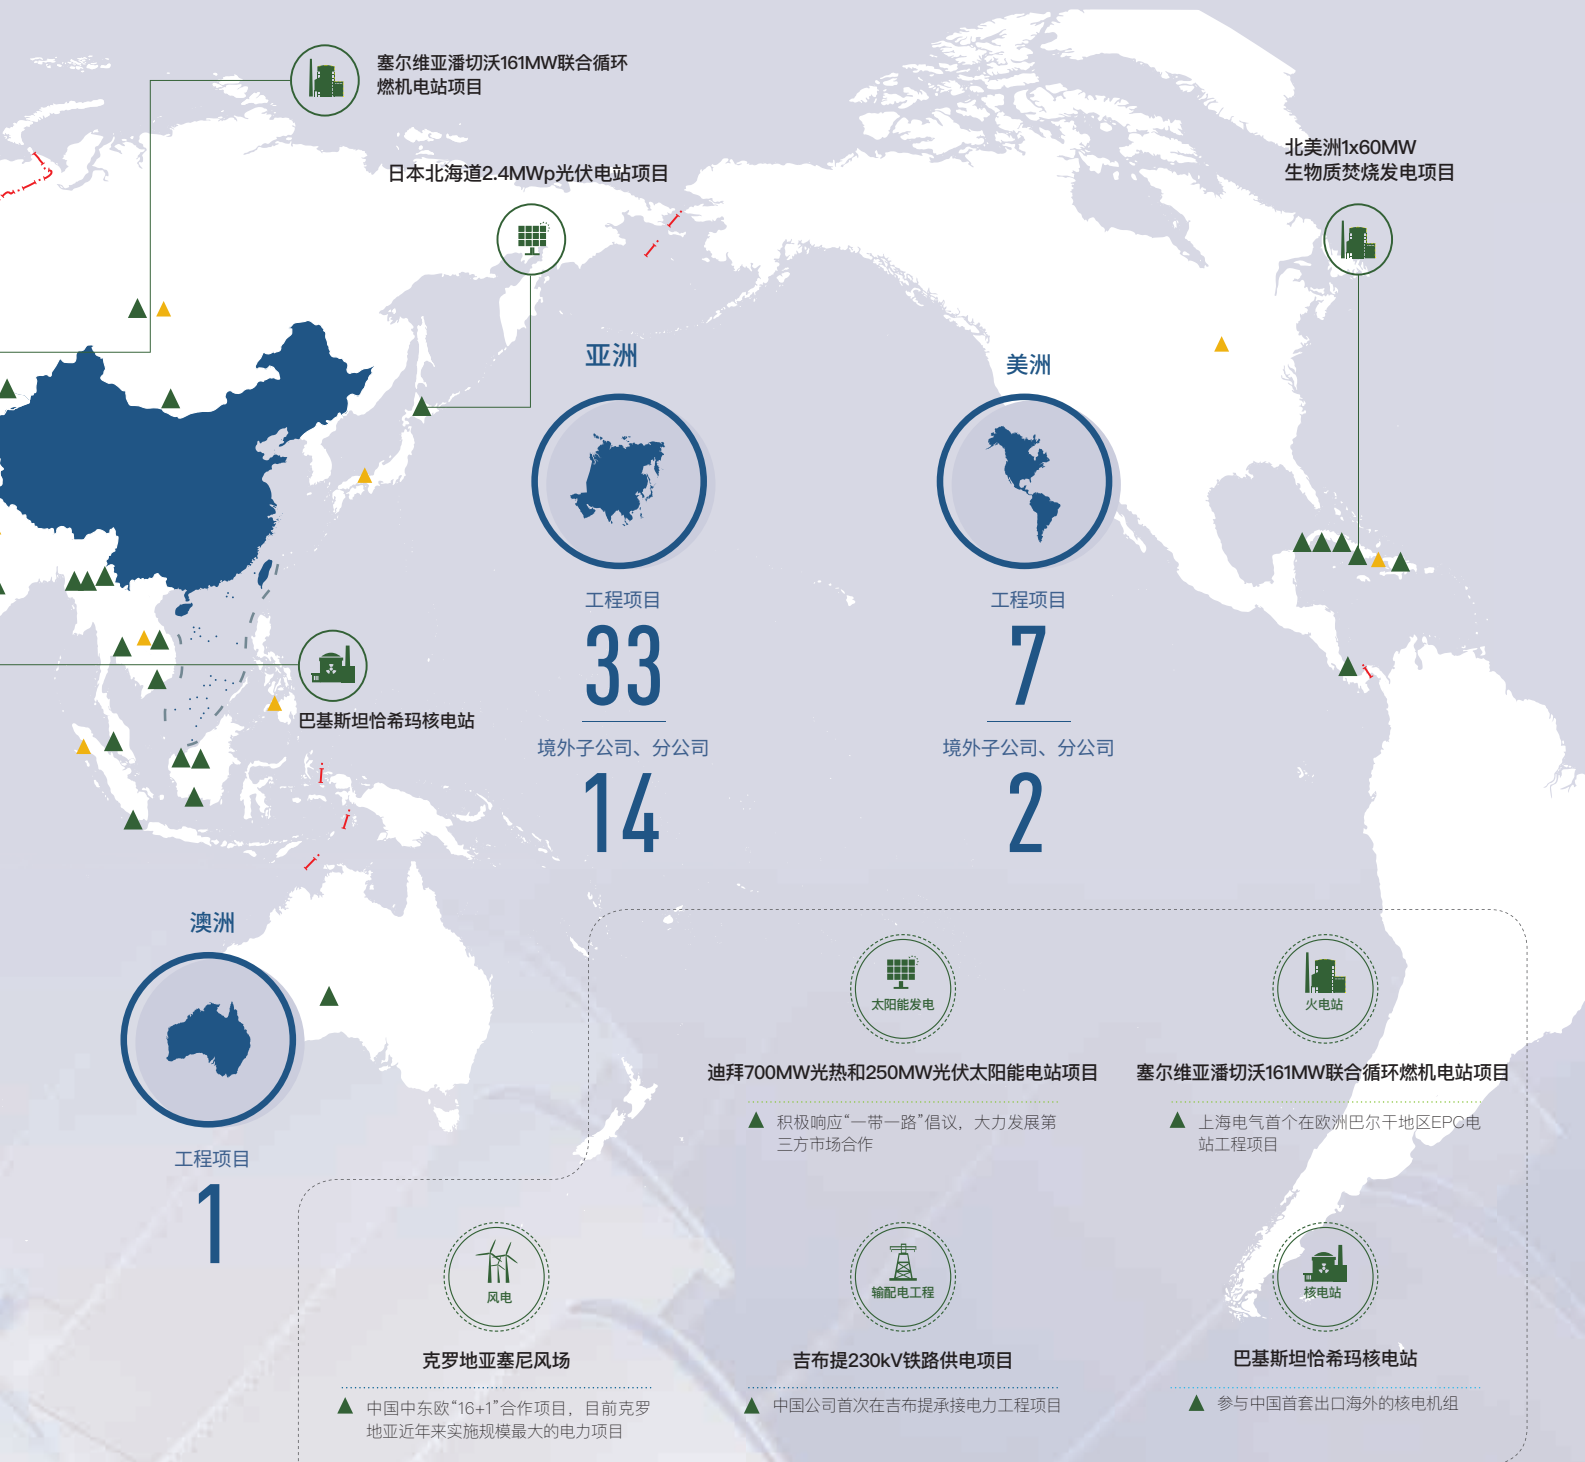 塞尔维亚潘切沃161MW联合循环
燃机电站项目
日本北海道2.4MWp光伏电站项目
北美洲1x60MW
生物质焚烧发电项目
亚洲
工程项目
33
境外子公司、分公司
14
美洲
工程项目
7
境外子公司、分公司
2
巴基斯坦恰希玛核电站
澳洲
工程项目
1
太阳能发电
迪拜700MW光热和250MW光伏太阳能电站项目
积极响应“一带一路”倡议，大力发展第
三方市场合作
火电站
塞尔维亚潘切沃161MW联合循环燃机电站项目
上海电气首个在欧洲巴尔干地区EPC电
站工程项目
风电
克罗地亚塞尼风场
中国中东欧“16+1”合作项目，目前克罗
地亚近年来实施规模最大的电力项目
输配电工程
吉布提230kV铁路供电项目
中国公司首次在吉布提承接电力工程项目
核电站
巴基斯坦恰希玛核电站
参与中国首套出口海外的核电机组